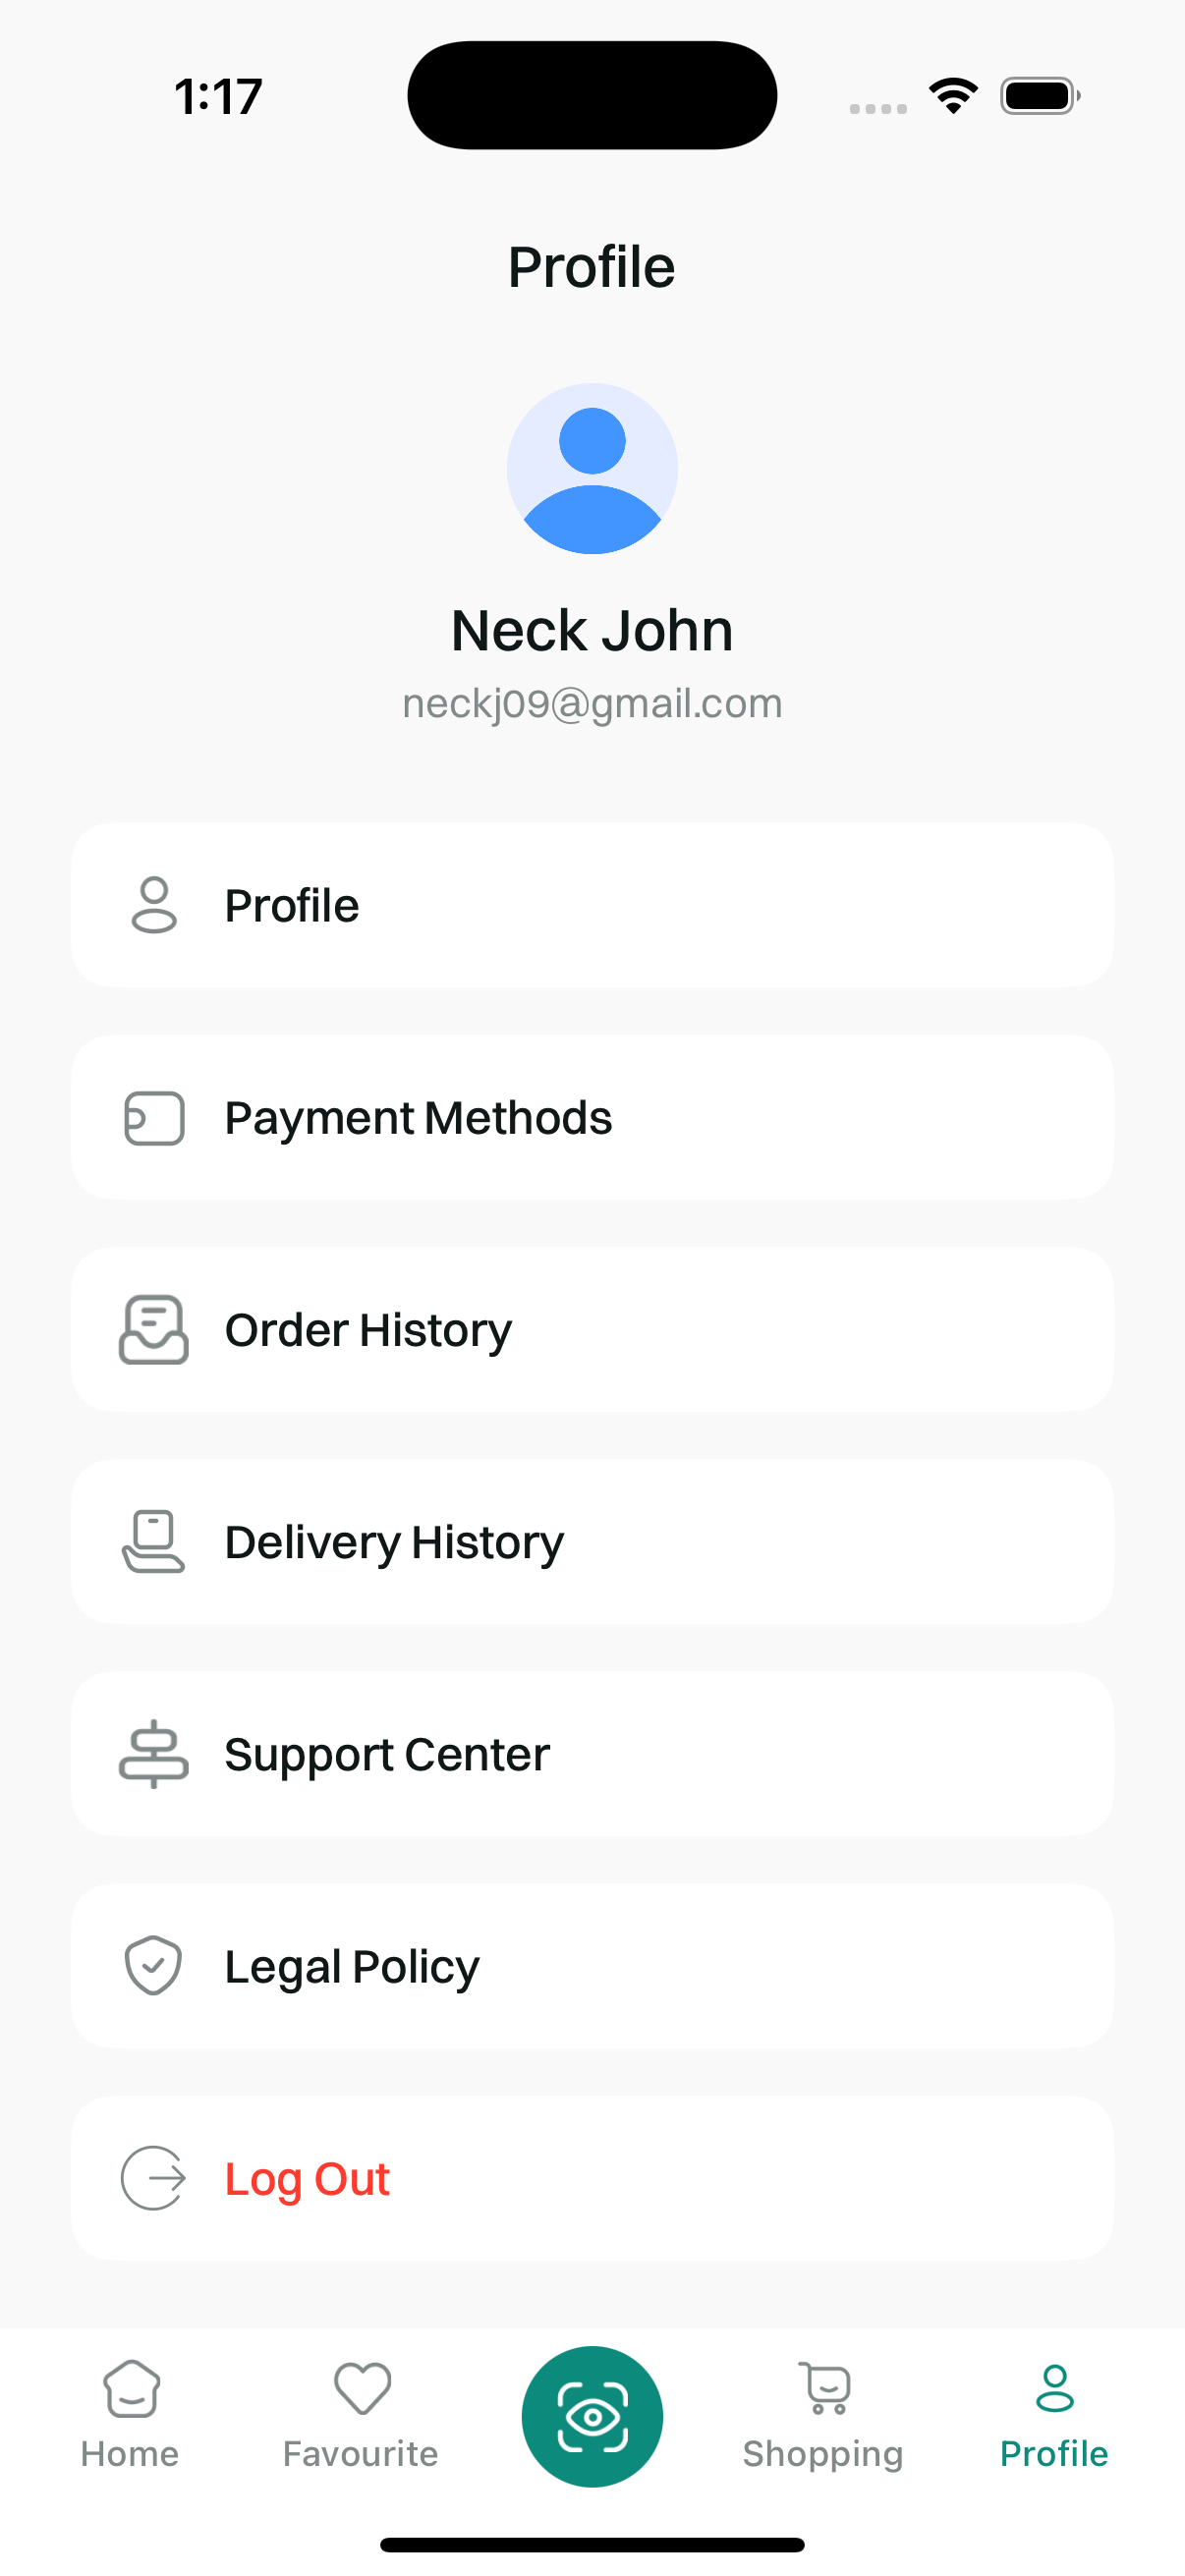 1:17
Profile
Neck John
neckj09@gmail.com
Profile
Payment Methods
Order History
Delivery History
Support Center
Legal Policy
Log Out
Home
Favourite
Shopping
Profile